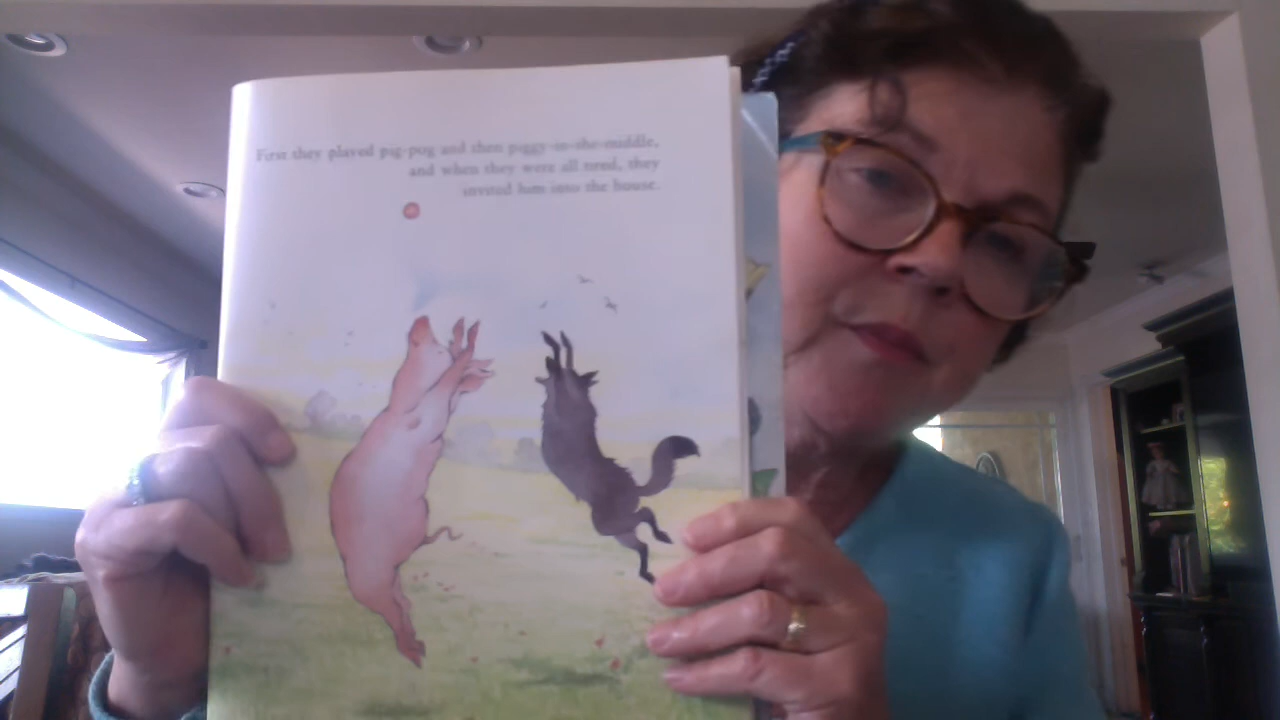 First they played pig-pog and then piggy-in-the-middle,
and when they were all tired, they
invited him into the house.